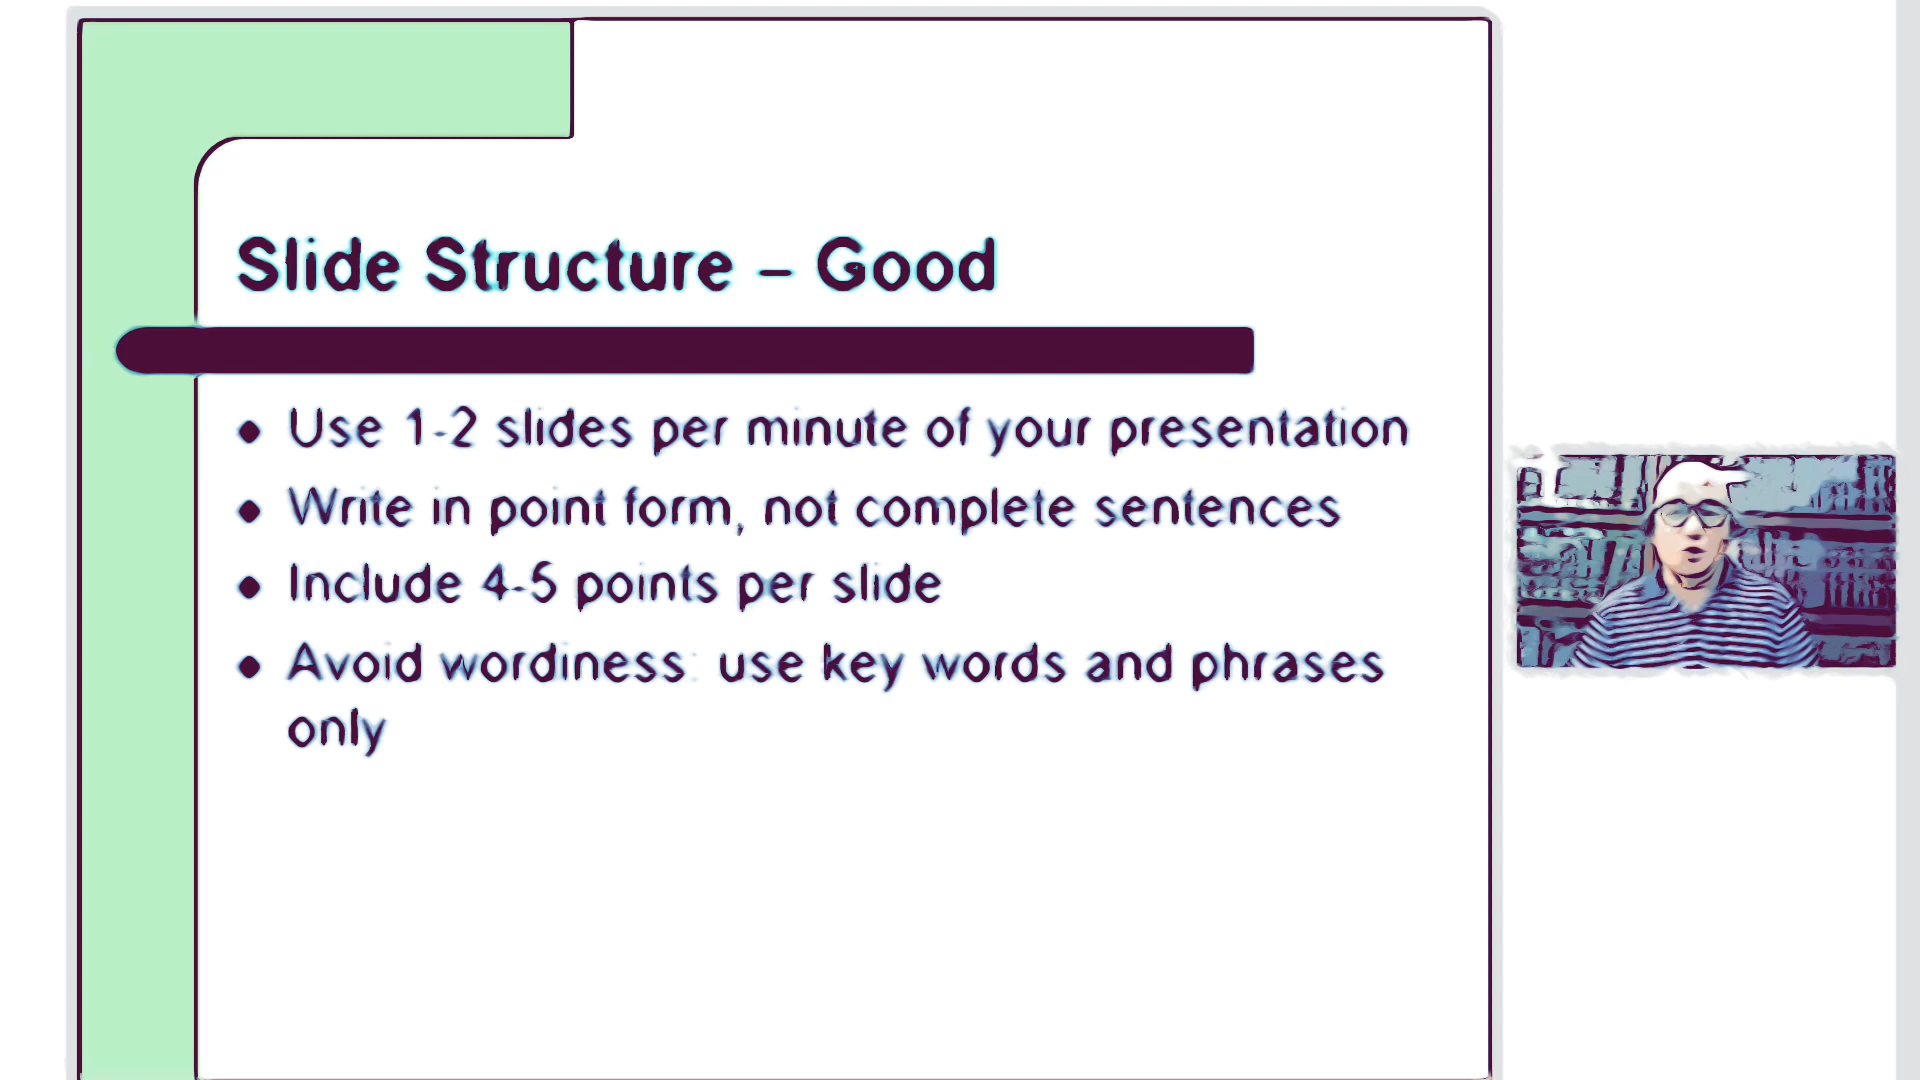 Slide Structure – Good
• Use 1-2 slides per minute of your presentation
• Write in point form, not complete sentences
• Include 4-5 points per slide
• Avoid wordiness: use key words and phrases
only